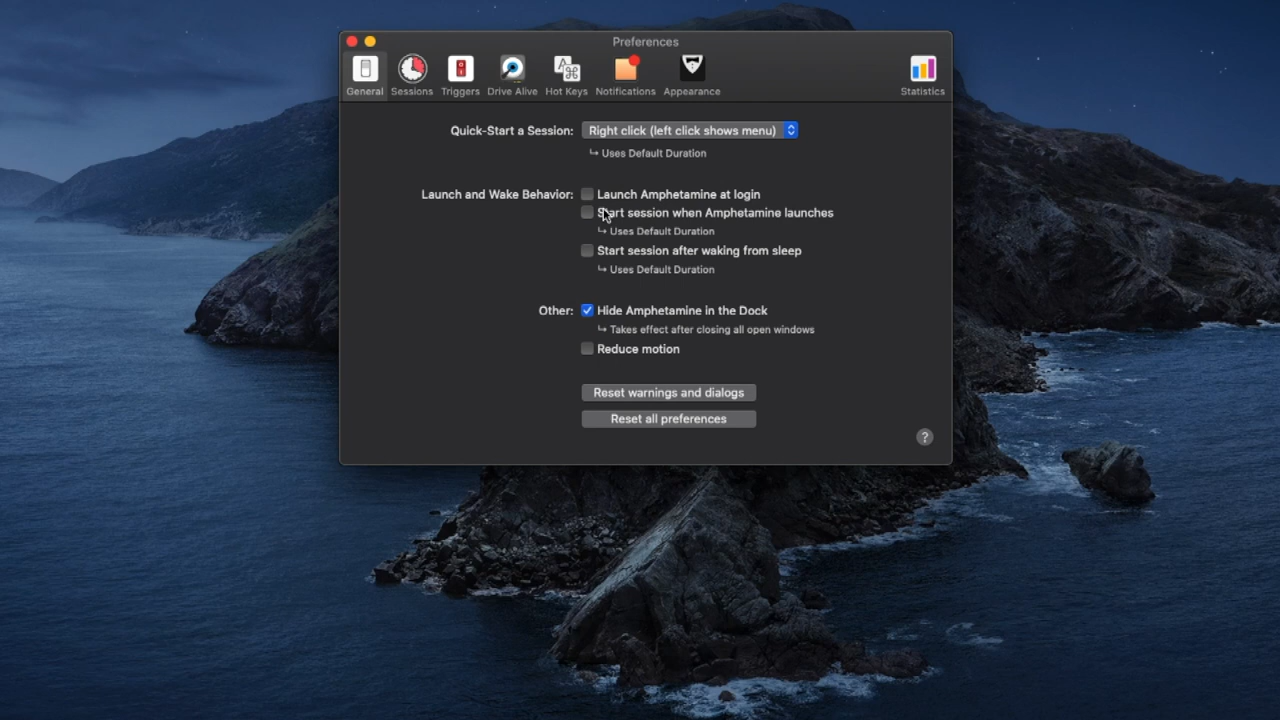 Preferences
General
Sessions
Triggers
Drive Alive
Hot Keys
Notifications
Appearance
Statistics
Quick-Start a Session: Right click (left click shows menu)
↳ Uses Default Duration
Launch and Wake Behavior: Launch Amphetamine at login
Start session when Amphetamine launches
↳ Uses Default Duration
Start session after waking from sleep
↳ Uses Default Duration
Other: Hide Amphetamine in the Dock
↳ Takes effect after closing all open windows
Reduce motion
Reset warnings and dialogs
Reset all preferences
?